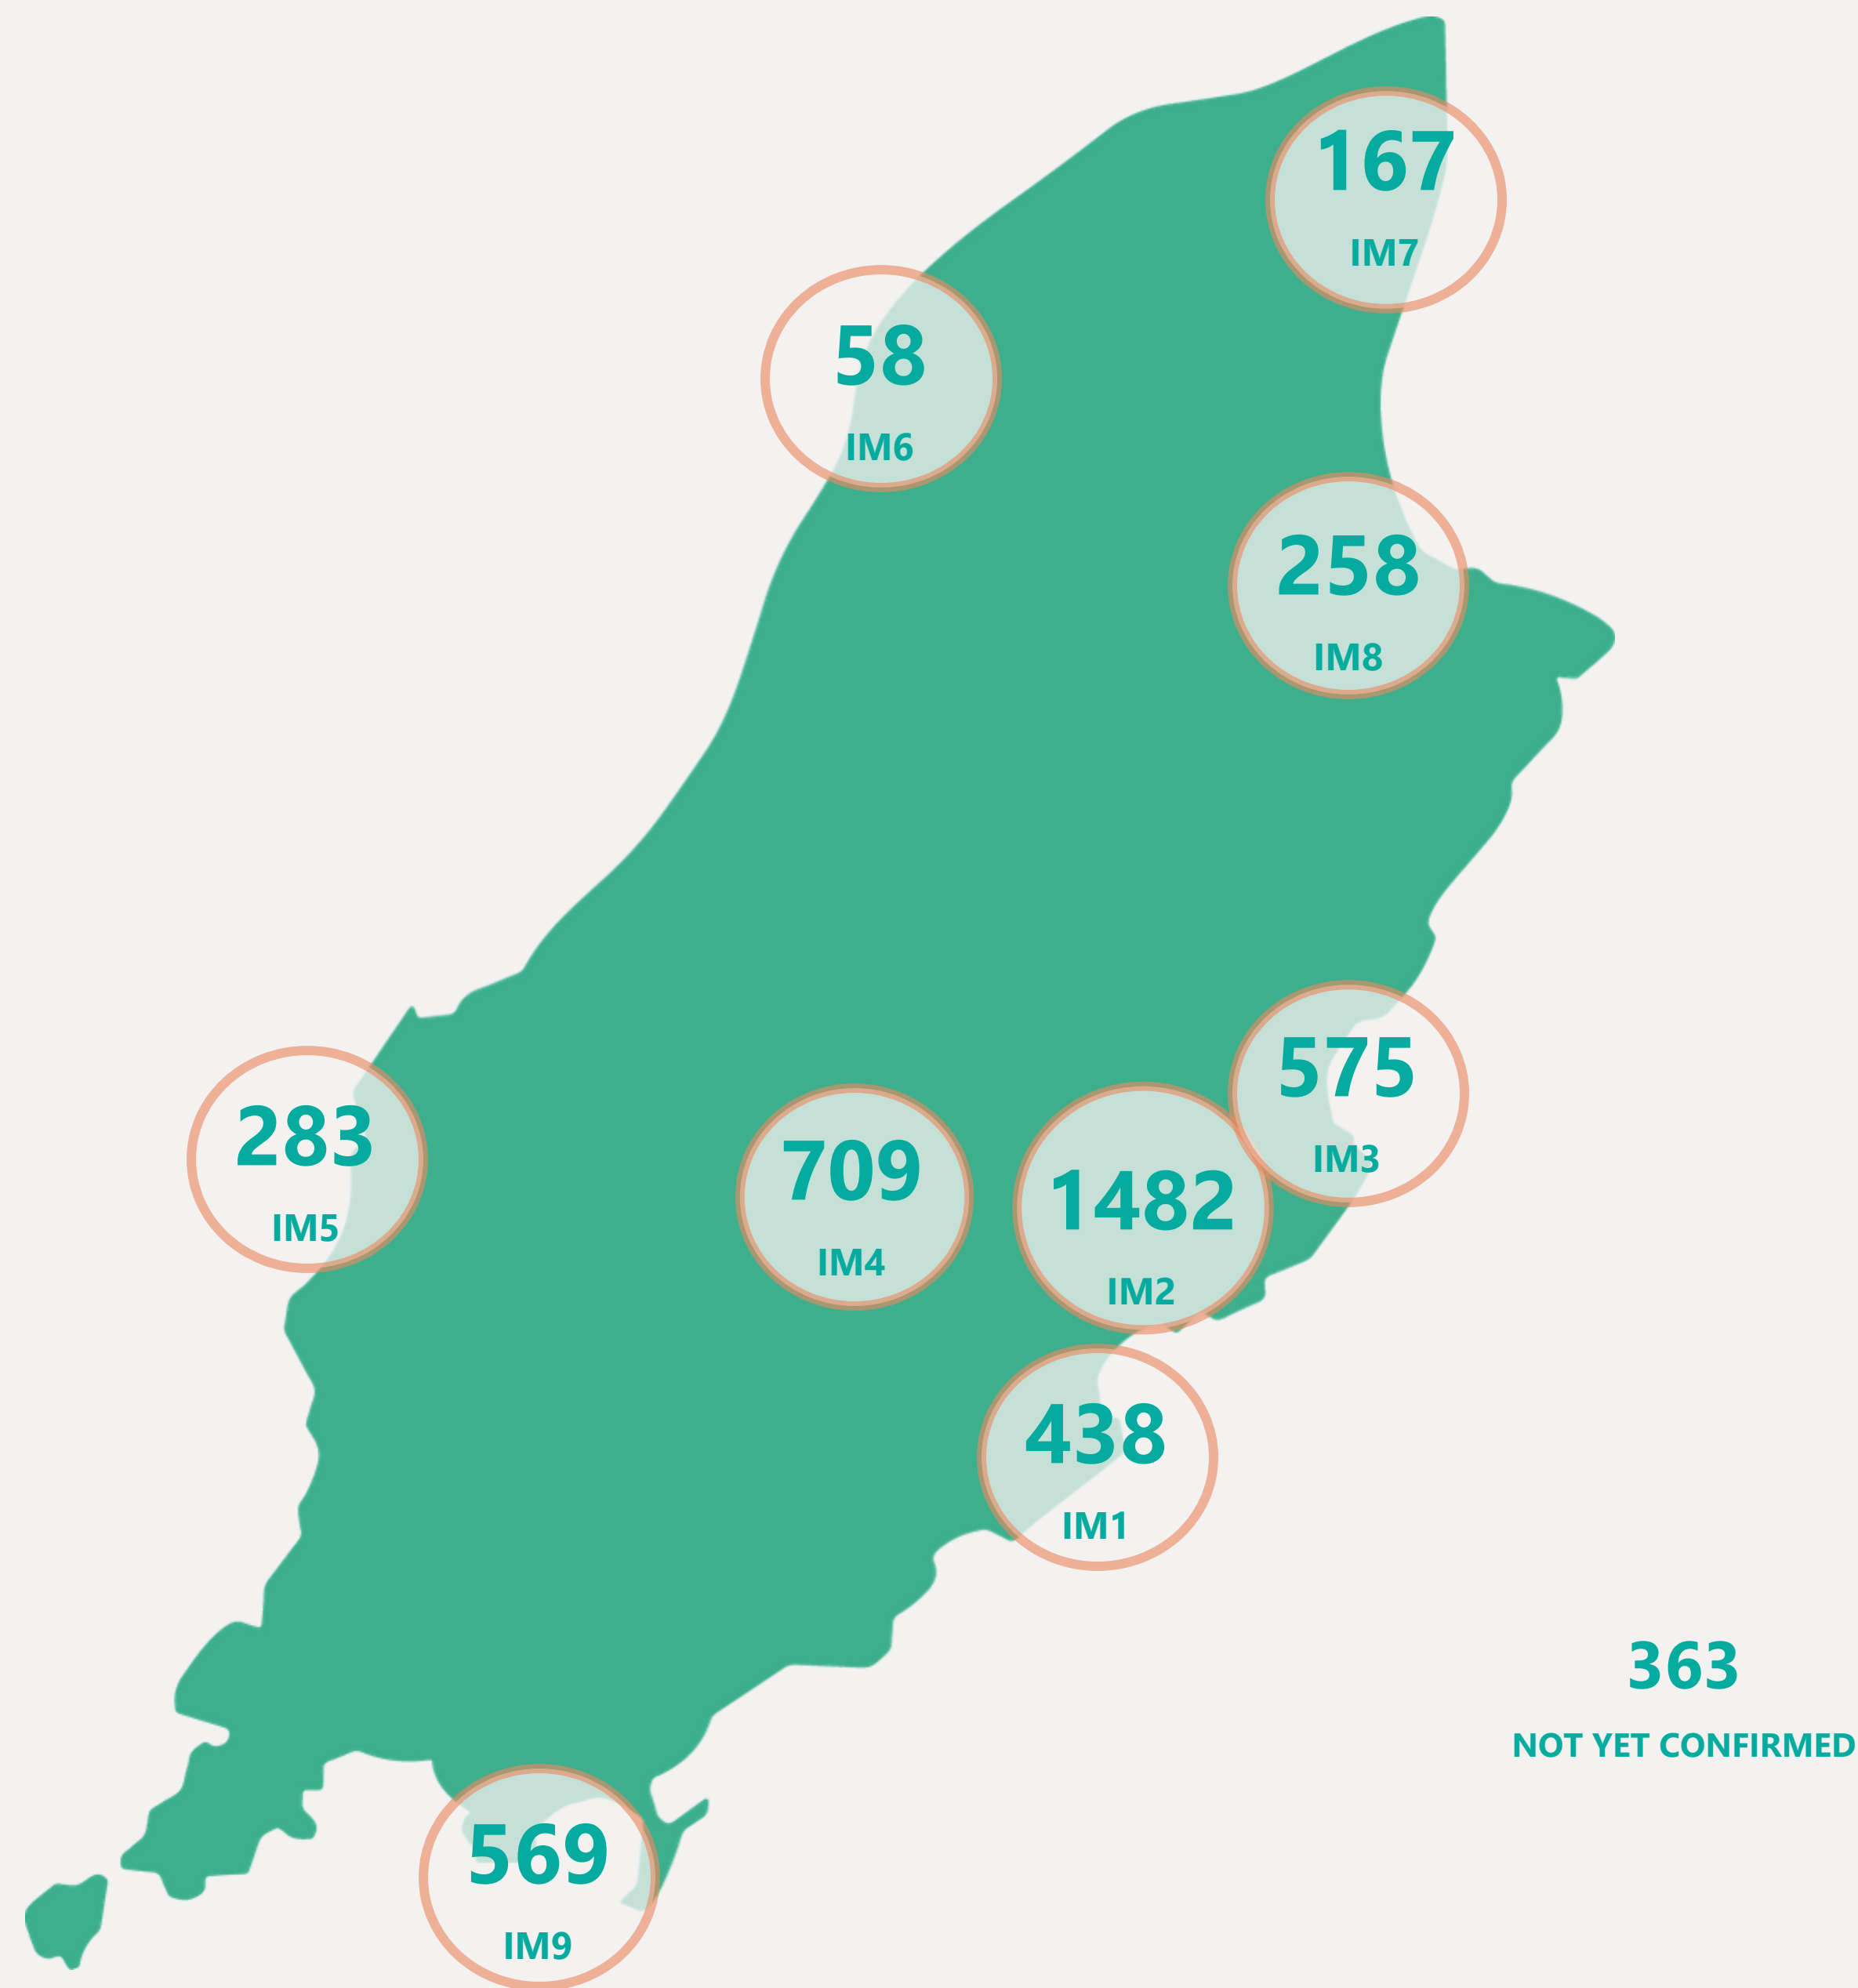 167
IM7
58
IM6
258
IM8
575
IM3
283
IM5
709
IM4
1482
IM2
438
IM1
363
NOT YET CONFIRMED
569
IM9